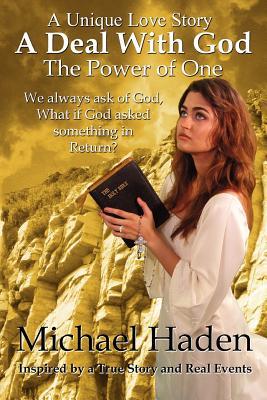 A Unique Love Story
A Deal With God
The Power of One
We always ask of God,
What if God asked
something in
Return?
THE HOLY BIBLE
Michael Haden
Inspired by a True Story and Real Events